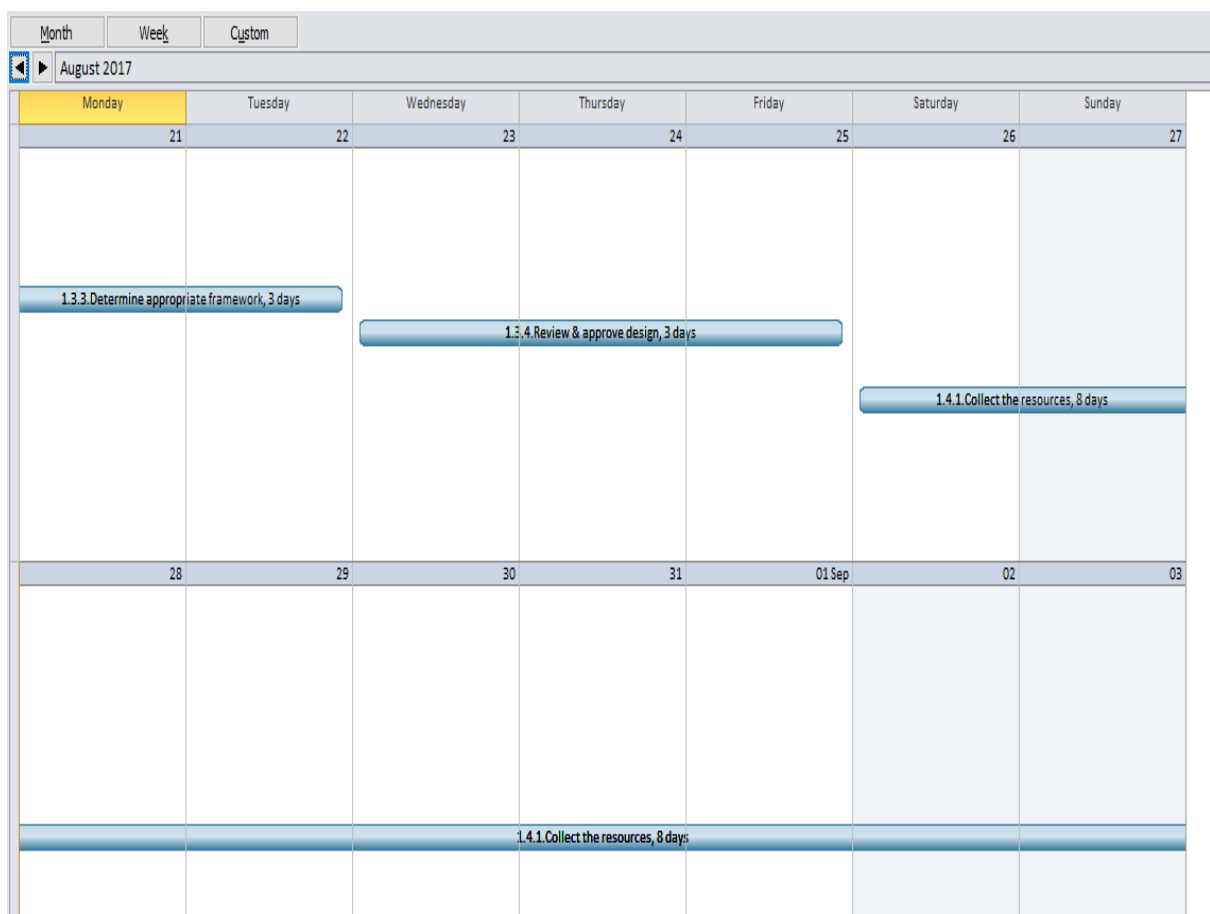 Month Week Custom
August 2017
Monday Tuesday Wednesday Thursday Friday Saturday Sunday
21 22 23 24 25 26 27
1.3.3.Determine appropriate framework, 3 days
1.3.4.Review & approve design, 3 days
1.4.1.Collect the resources, 8 days
28 29 30 31 01 Sep 02 03
1.4.1.Collect the resources, 8 days